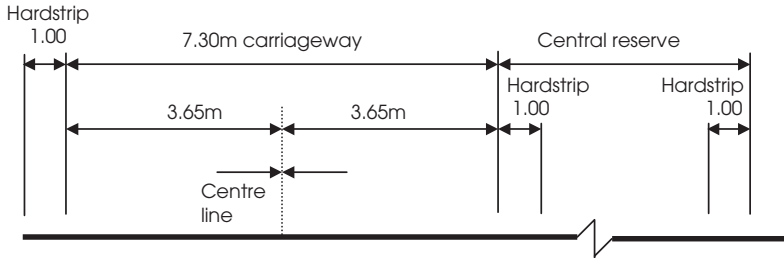 Hardstrip
1.00
7.30m carriageway
Central reserve
Hardstrip
1.00
Hardstrip
1.00
3.65m
3.65m
Centre
line